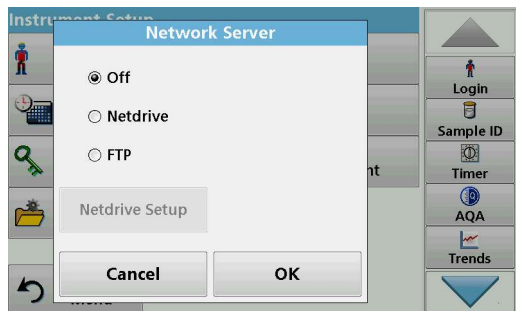 Instrument Setup
Network Server
Off
Netdrive
FTP
Netdrive Setup
Cancel
OK
Login
Sample ID
Timer
AQA
Trends